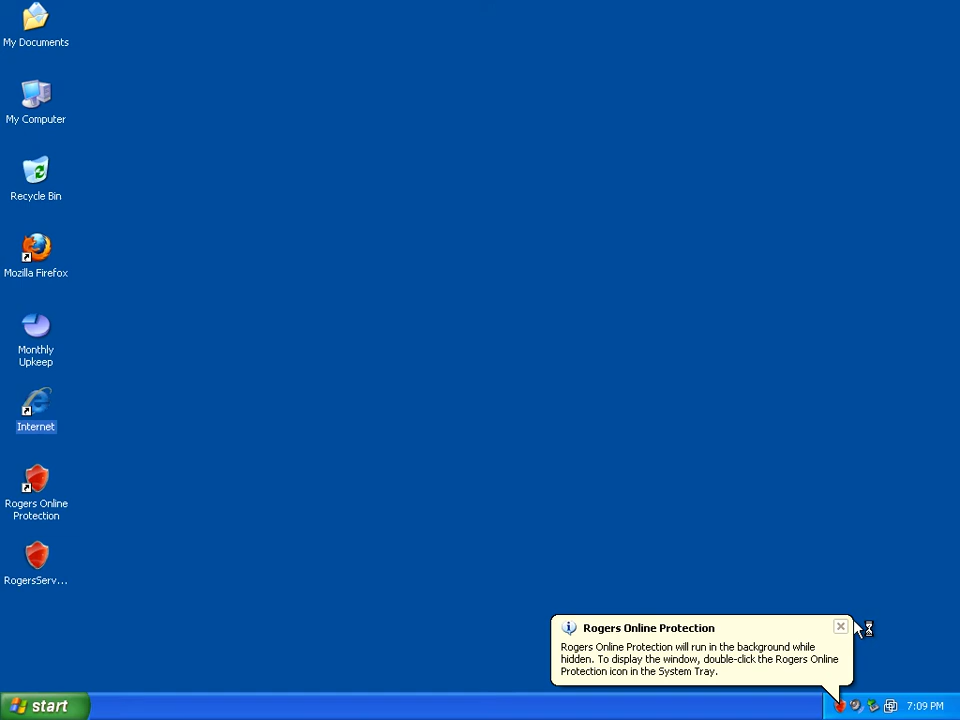 My Documents
My Computer
Recycle Bin
Mozilla Firefox
Monthly
Upkeep
Internet
Rogers Online
Protection
RogersServ...
Rogers Online Protection
Rogers Online Protection will run in the background while
hidden. To display the window, double-click the Rogers Online
Protection icon in the System Tray.
start
7:09 PM